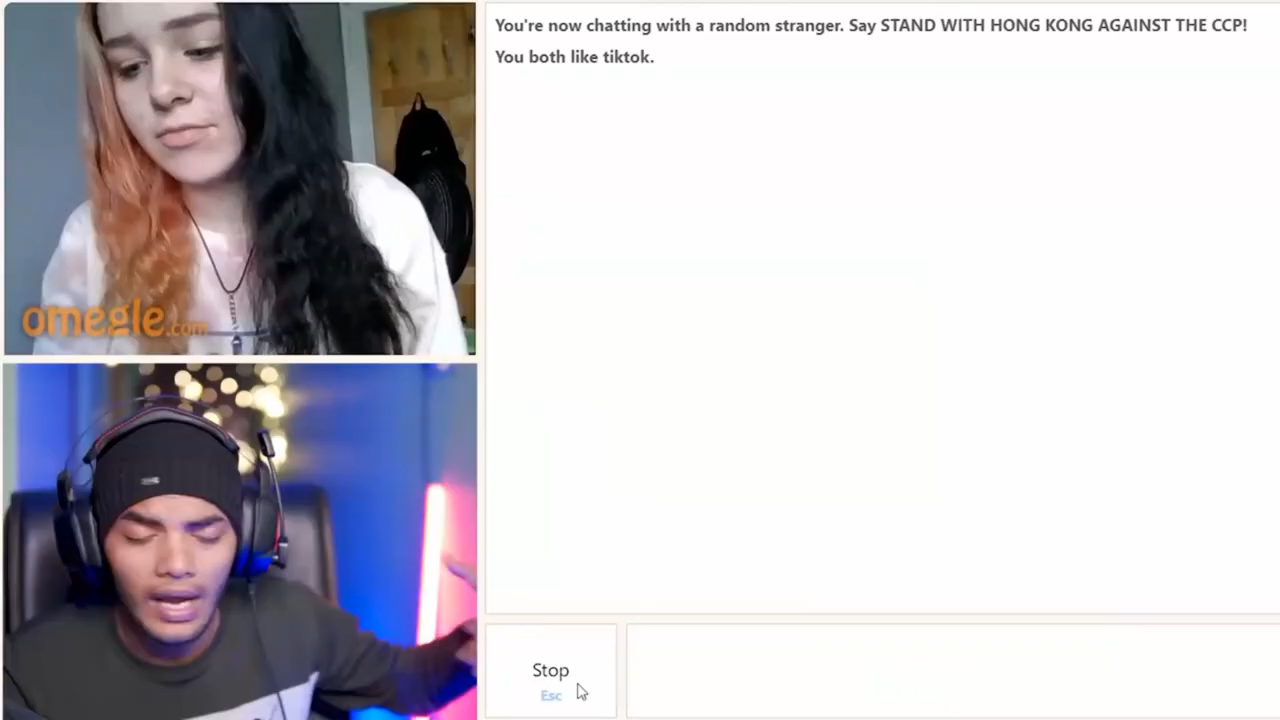 You're now chatting with a random stranger. Say STAND WITH HONG KONG AGAINST THE CCP!
You both like tiktok.
omegle.com
Stop
Esc